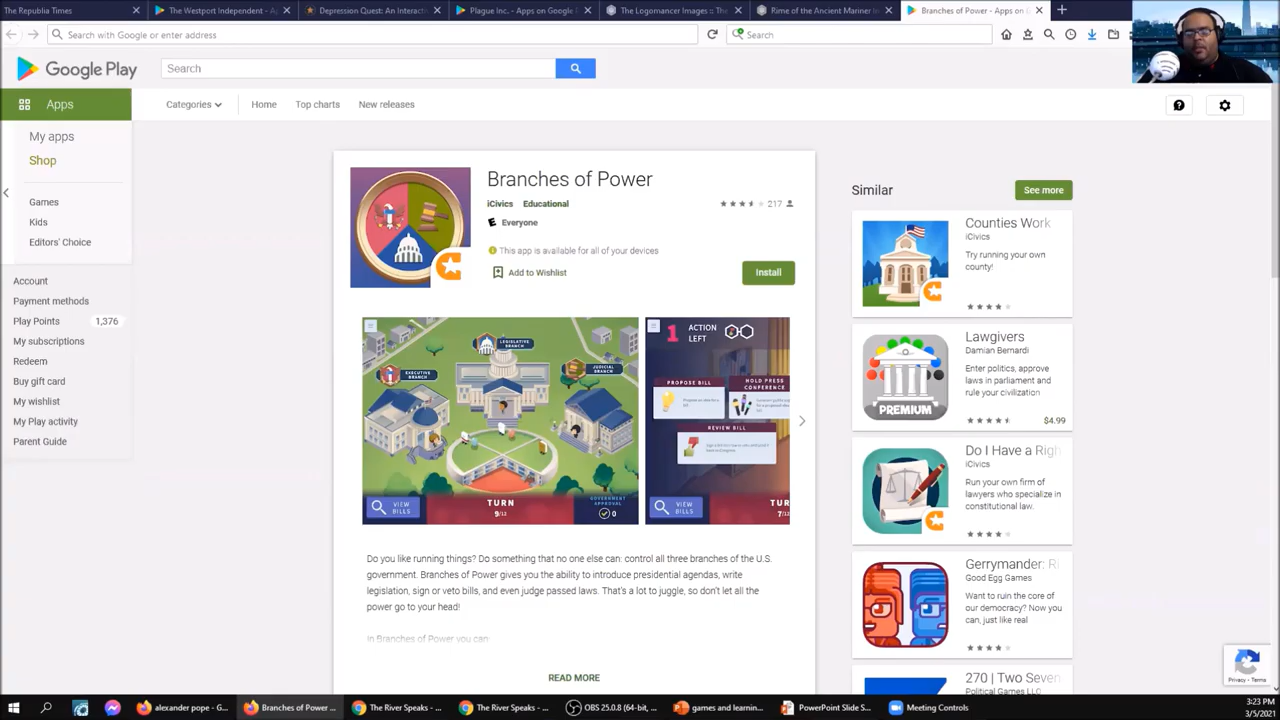 The Republia Times
The Westport Independent - A
Depression Quest: An Interacti
Plague Inc. - Apps on Google P
The Logomancer Images :: The
Rime of the Ancient Mariner In
Branches of Power - Apps on G
Search with Google or enter address
Search
Google Play
Search
Apps
Categories
Home
Top charts
New releases
My apps
Shop
Games
Kids
Editors' Choice
Account
Payment methods
Play Points
1,376
My subscriptions
Redeem
Buy gift card
My wishlist
My Play activity
Parent Guide
Branches of Power
iCivics Educational
217
E Everyone
This app is available for all of your devices
Add to Wishlist
Install
LEGISLATIVE BRANCH
EXECUTIVE BRANCH
JUDICIAL BRANCH
VIEW BILLS
TURN
9/12
GOVERNMENT APPROVAL
0
1 ACTION LEFT
PROPOSE BILL
HOLD PRESS CONFERENCE
REVIEW BILL
VIEW BILLS
TUR
7/
Do you like running things? Do something that no one else can: control all three branches of the U.S.
government. Branches of Power gives you the ability to introduce presidential agendas, write
legislation, sign or veto bills, and even judge passed laws. That's a lot to juggle, so don't let all the
power go to your head!
In Branches of Power you can:
READ MORE
Similar
See more
Counties Work
iCivics
Try running your own
county!
Lawgivers
Damian Bernardi
Enter politics, approve
laws in parliament and
rule your civilization
PREMIUM
$4.99
Do I Have a Righ
iCivics
Run your own firm of
lawyers who specialize in
constitutional law.
Gerrymander: Ri
Good Egg Games
Want to ruin the core of
our democracy? Now you
can, just like real
270 | Two Seven
Political Games LLC
Privacy - Terms
alexander pope - G...
Branches of Power ...
The River Speaks - ...
The River Speaks - ...
OBS 25.0.8 (64-bit, ...
games and learnin...
PowerPoint Slide S...
Meeting Controls
3:23 PM
3/5/2021